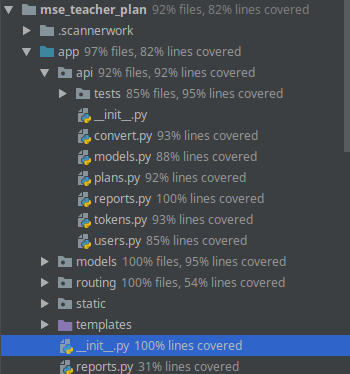 mse_teacher_plan 92% files, 82% lines covered
.scannerwork
app 97% files, 82% lines covered
api 92% files, 92% lines covered
tests 85% files, 95% lines covered
__init__.py
convert.py 93% lines covered
models.py 88% lines covered
plans.py 92% lines covered
reports.py 100% lines covered
tokens.py 93% lines covered
users.py 85% lines covered
models 100% files, 95% lines covered
routing 100% files, 54% lines covered
static
templates
__init__.py 100% lines covered
reports.py 31% lines covered